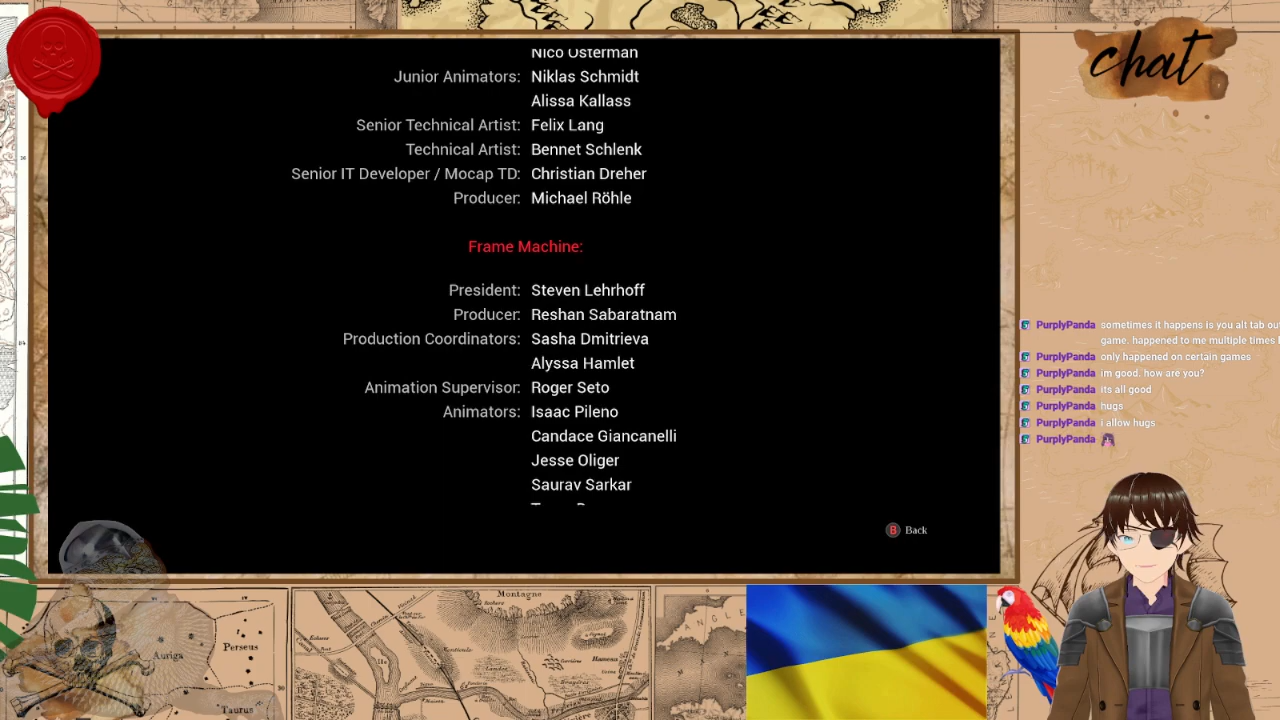 chat
Nico Osterman
Junior Animators: Niklas Schmidt
Alissa Kallass
Senior Technical Artist: Felix Lang
Technical Artist: Bennet Schlenk
Senior IT Developer / Mocap TD: Christian Dreher
Producer: Michael Röhle
Frame Machine:
President: Steven Lehrhoff
Producer: Reshan Sabaratnam
Production Coordinators: Sasha Dmitrieva
Alyssa Hamlet
Animation Supervisor: Roger Seto
Animators: Isaac Pileno
Candace Giancanelli
Jesse Oliger
Saurav Sarkar
B Back
PurplyPanda sometimes it happens is you alt tab out
game. happened to me multiple times
PurplyPanda only happened on certain games
PurplyPanda im good. how are you?
PurplyPanda its all good
PurplyPanda hugs
PurplyPanda i allow hugs
PurplyPanda
Montagne
Auriga
Perseus
Taurus